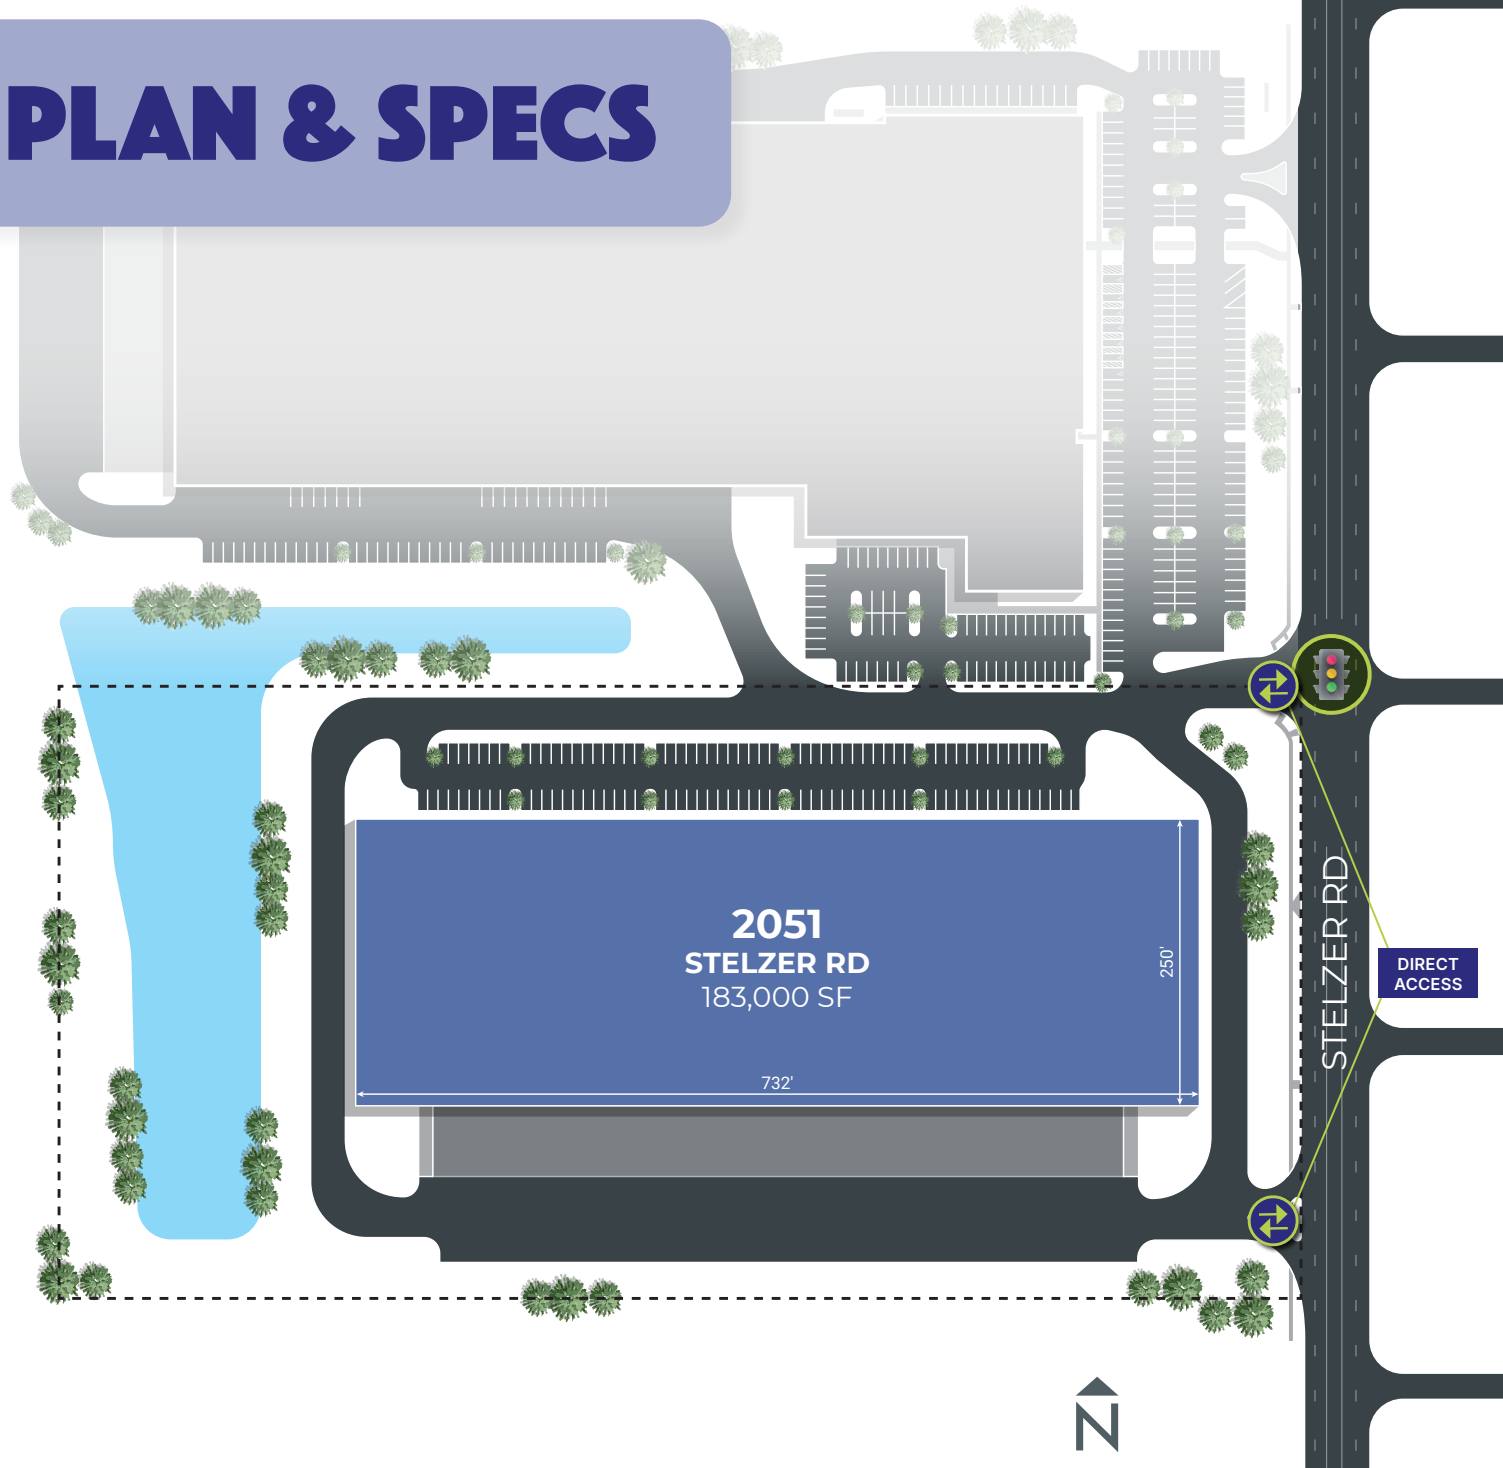 PLAN & SPECS
2051
STELZER RD
183,000 SF
250'
732'
STELZER RD
DIRECT
ACCESS
N